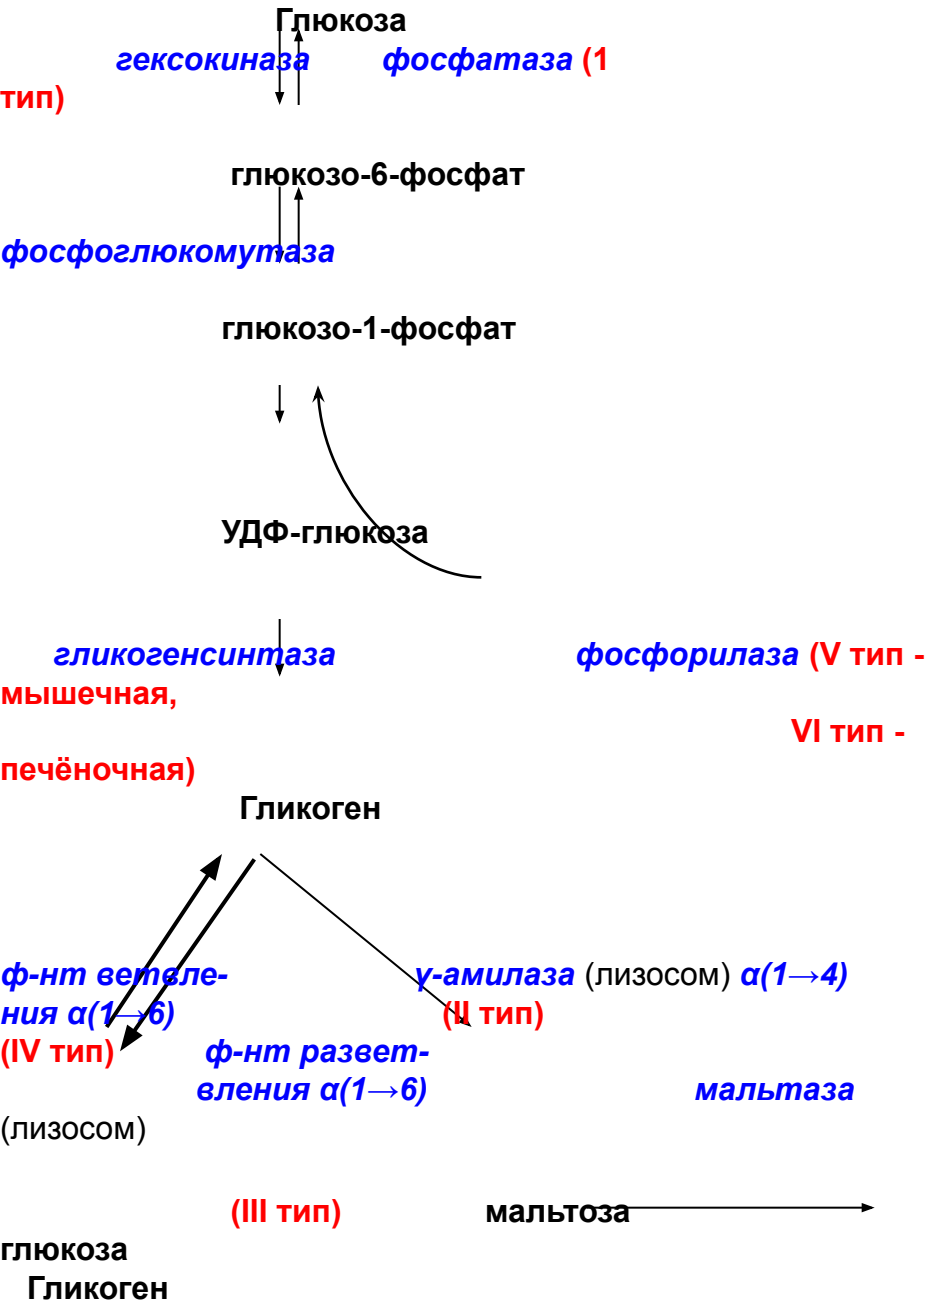 Глюкоза
гексокиназа фосфатаза (1
тип)
глюкозо-6-фосфат
фосфоглюкомутаза
глюкозо-1-фосфат
УДФ-глюкоза
гликогенсинтаза фосфорилаза (V тип -
мышечная,
VI тип -
печёночная)
Гликоген
ф-нт ветвле- γ-амилаза (лизосом) α(1→4)
ния α(1→6) (II тип)
(IV тип) ф-нт развет-
вления α(1→6) мальтаза
(лизосом)
(III тип) мальтоза
глюкоза
Гликоген